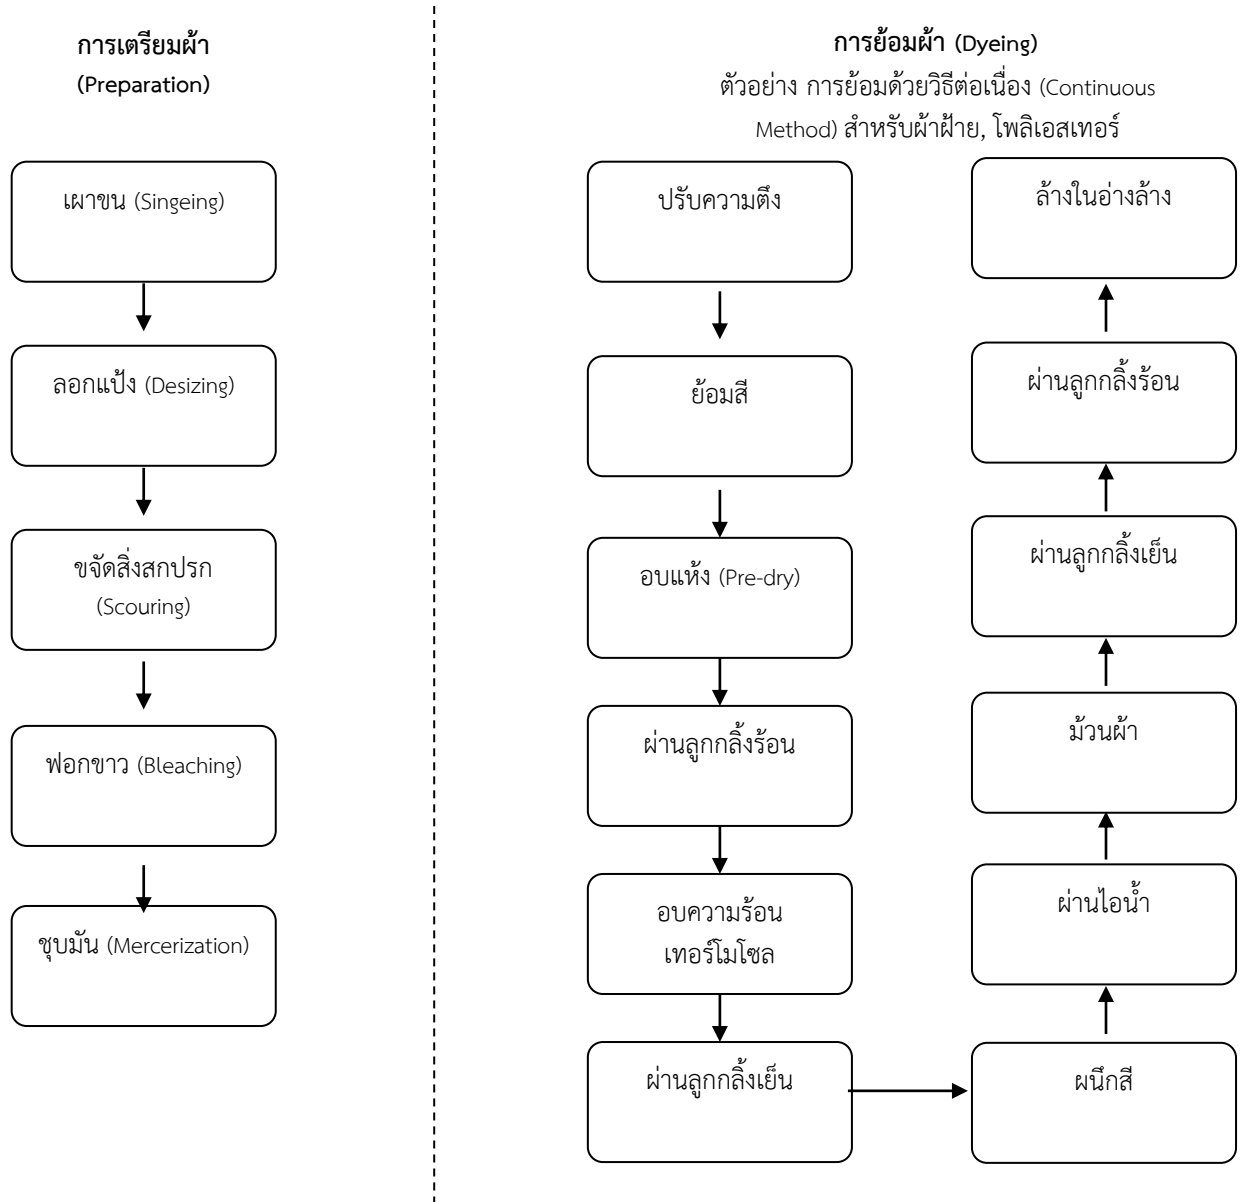 การเตรียมผ้า
(Preparation)
เผาขน (Singeing)
ลอกแป้ง (Desizing)
ขจัดสิ่งสกปรก
(Scouring)
ฟอกขาว (Bleaching)
ชุบมัน (Mercerization)
การย้อมผ้า (Dyeing)
ตัวอย่าง การย้อมด้วยวิธีต่อเนื่อง (Continuous
Method) สำหรับผ้าฝ้าย, โพลิเอสเทอร์
ปรับความตึง
ย้อมสี
อบแห้ง (Pre-dry)
ผ่านลูกกลิ้งร้อน
อบความร้อน
เทอร์โมโซล
ผ่านลูกกลิ้งเย็น
ผนึกสี
ผ่านไอน้ำ
ม้วนผ้า
ผ่านลูกกลิ้งเย็น
ผ่านลูกกลิ้งร้อน
ล้างในอ่างล้าง